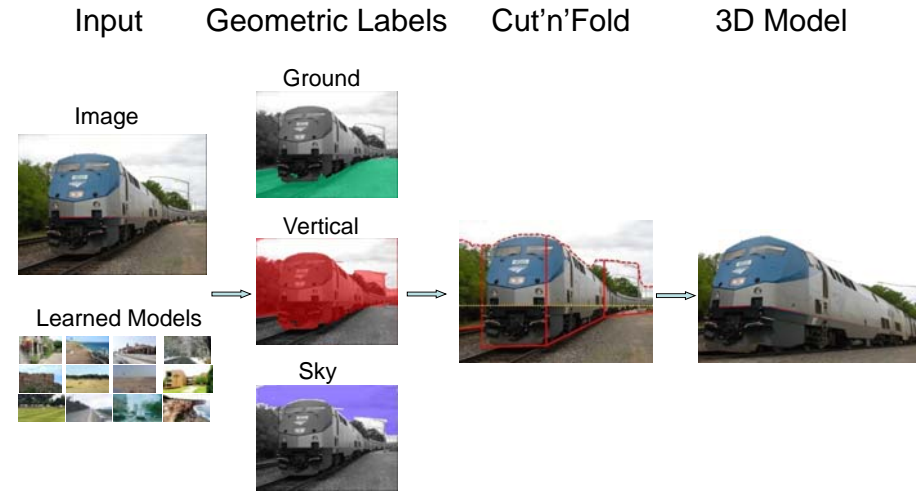 Input
Geometric Labels
Cut'n'Fold
3D Model
Image
Learned Models
Ground
Vertical
Sky